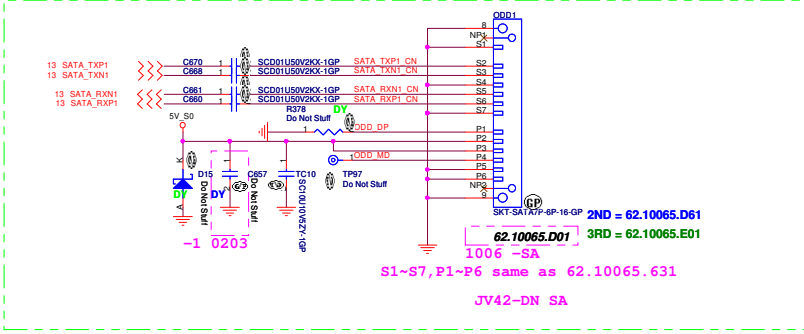 ODD1
8
NP1
S1
13 SATA_TXP1 C670 1 SCD01U50V2KX-1GP SATA_TXP1_CN S2
13 SATA_TXN1 C668 1 SCD01U50V2KX-1GP SATA_TXN1_CN S3
S4
13 SATA_RXN1 C661 1 SCD01U50V2KX-1GP SATA_RXN1_CN S5
13 SATA_RXP1 C660 1 SCD01U50V2KX-1GP SATA_RXP1_CN S6
R378 DY S7
Do Not Stuff
5V_S0
1 ODD_DP P1
P2
P3
1 ODD_MD P4
P5
P6
NP2
9
K D15 1 C657 1 TC10 TP97
Do Not Stuff
DY DY
A
Do Not Stuff
Do Not Stuff
SC10U10V5ZY-1GP
GP
SKT-SATA7P-6P-16-GP
2ND = 62.10065.D61
62.10065.D01
3RD = 62.10065.E01
-1 0203
1006 -SA
S1~S7,P1~P6 same as 62.10065.631
JV42-DN SA